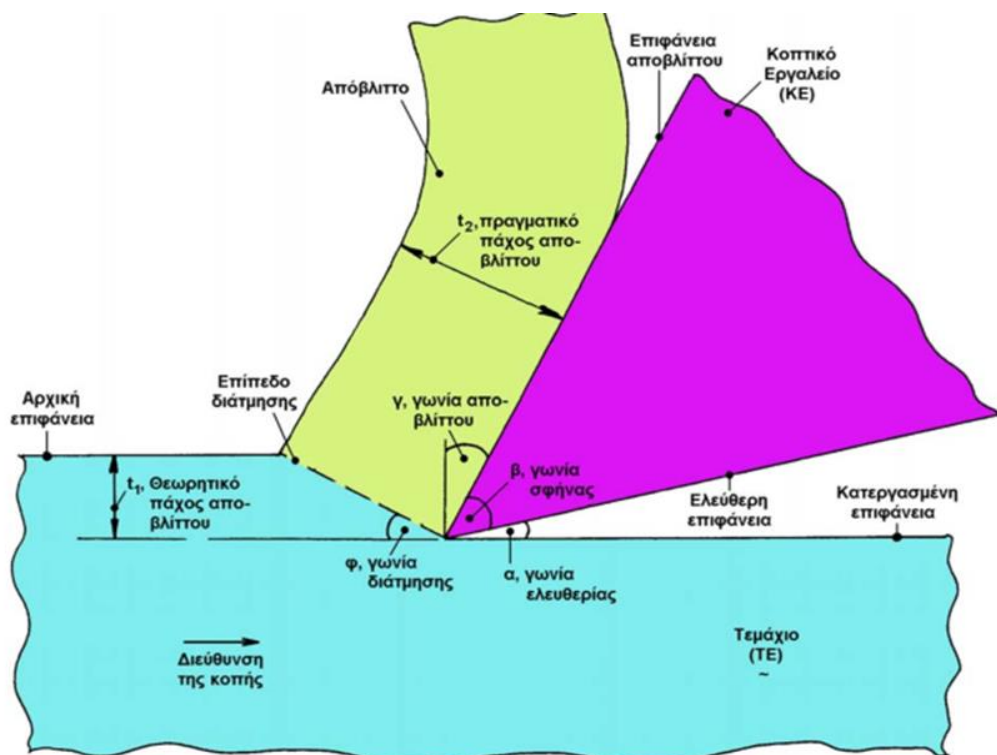 Επιφάνεια
αποβλίττου
Κοπτικό
Εργαλείο
(ΚΕ)
Απόβλιττο
t2,πραγματικό
πάχος απο-
βλίττου
Επίπεδο
διάτμησης
γ, γωνία απο-
βλίττου
Αρχική
επιφάνεια
t1, Θεωρητικό
πάχος απο-
βλίττου
β, γωνία
σφήνας
Ελεύθερη
επιφάνεια
Κατεργασμένη
επιφάνεια
φ, γωνία
διάτμησης
α, γωνία
ελευθερίας
Διεύθυνση
της κοπής
Τεμάχιο
(ΤΕ)
~